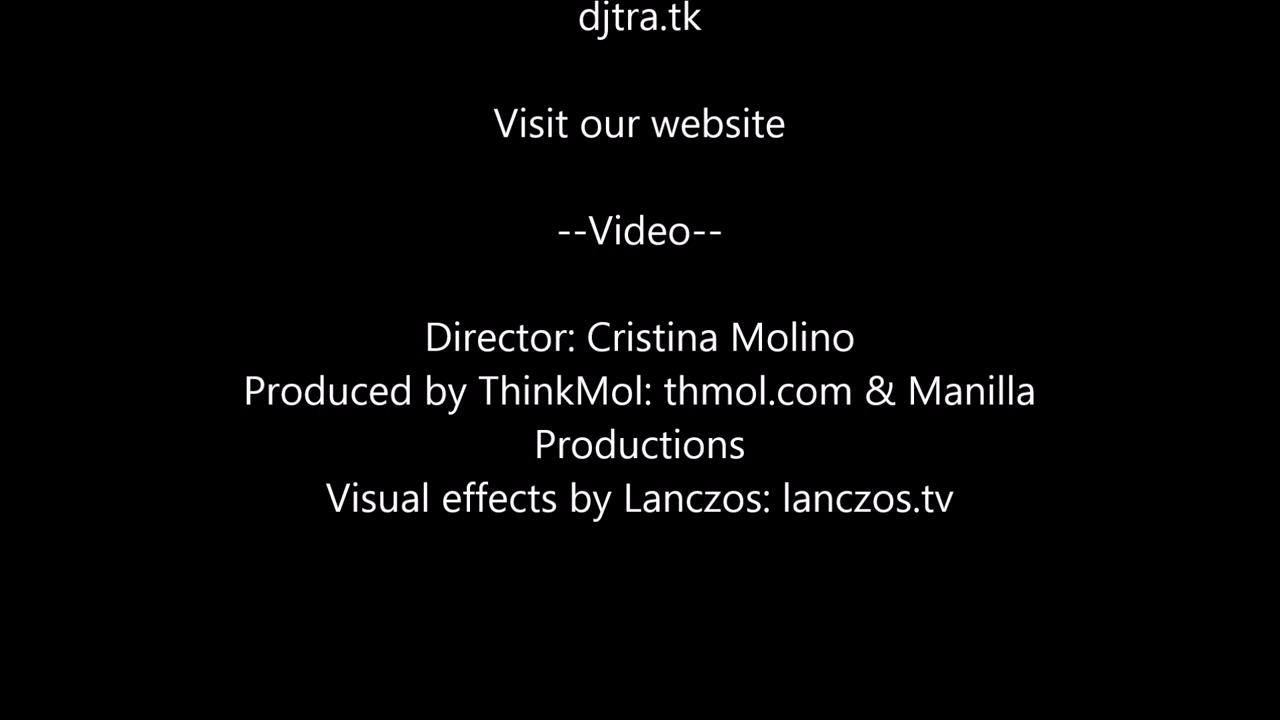 djtra.tk
Visit our website
--Video--
Director: Cristina Molino
Produced by ThinkMol: thmol.com & Manilla
Productions
Visual effects by Lanczos: lanczos.tv